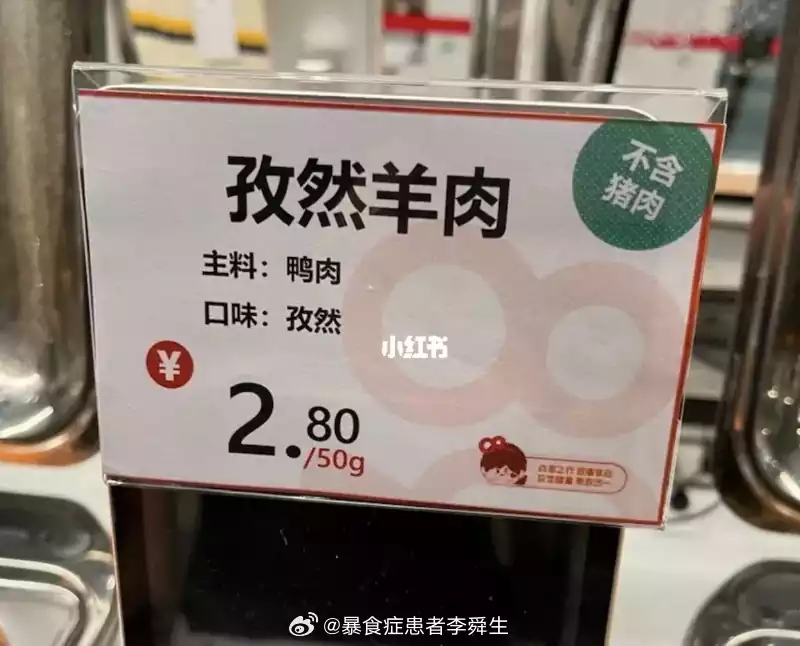 孜然羊肉
不含
猪肉
主料：鸭肉
口味：孜然
小红书
¥
2.80
/50g
@暴食症患者李舜生